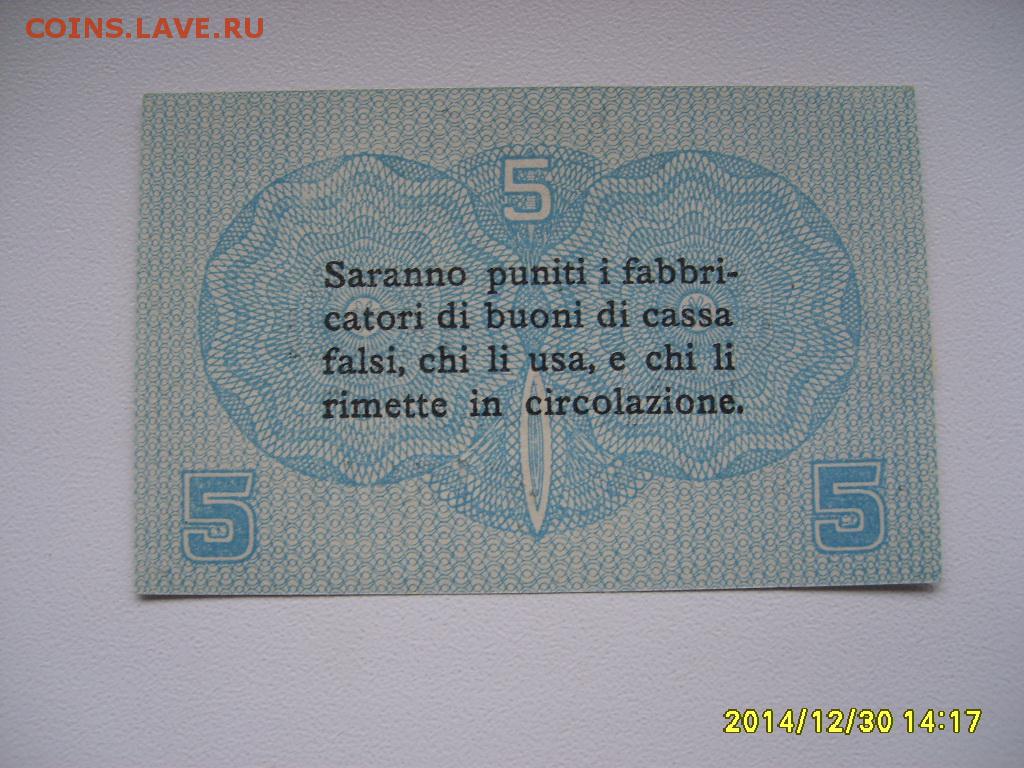 COINS.LAVE.RU
5
Saranno puniti i fabbri-
catori di buoni di cassa
falsi, chi li usa, e chi li
rimette in circolazione.
5 5
2014/12/30 14:17